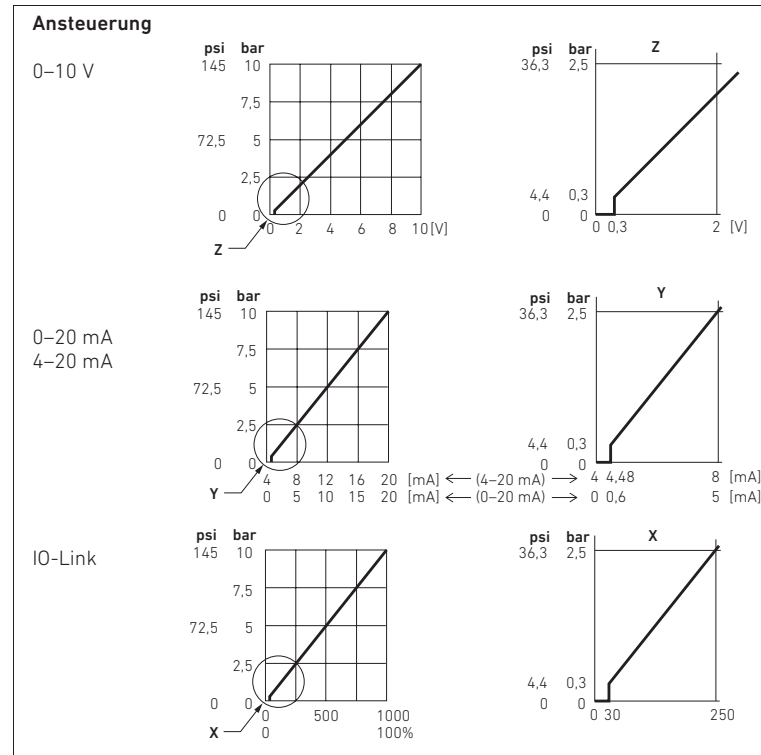 Ansteuerung
0–10 V
psi bar
145 10
7,5
72,5 5
2,5
0 0
0 2 4 6 8 10 [V]
Z
psi bar Z
36,3 2,5
4,4 0,3
0 0
0 0,3 2 [V]
0–20 mA
4–20 mA
psi bar
145 10
7,5
72,5 5
2,5
0 0
Y
psi bar Y
36,3 2,5
4,4 0,3
0 0
4 8 12 16 20 [mA] ← (4–20 mA) → 4 4,48 8 [mA]
0 5 10 15 20 [mA] ← (0–20 mA) → 0 0,6 5 [mA]
IO-Link
psi bar
145 10
7,5
72,5 5
2,5
0 0
0 500 1000
0 100%
X
psi bar X
36,3 2,5
4,4 0,3
0 0
0 30 250